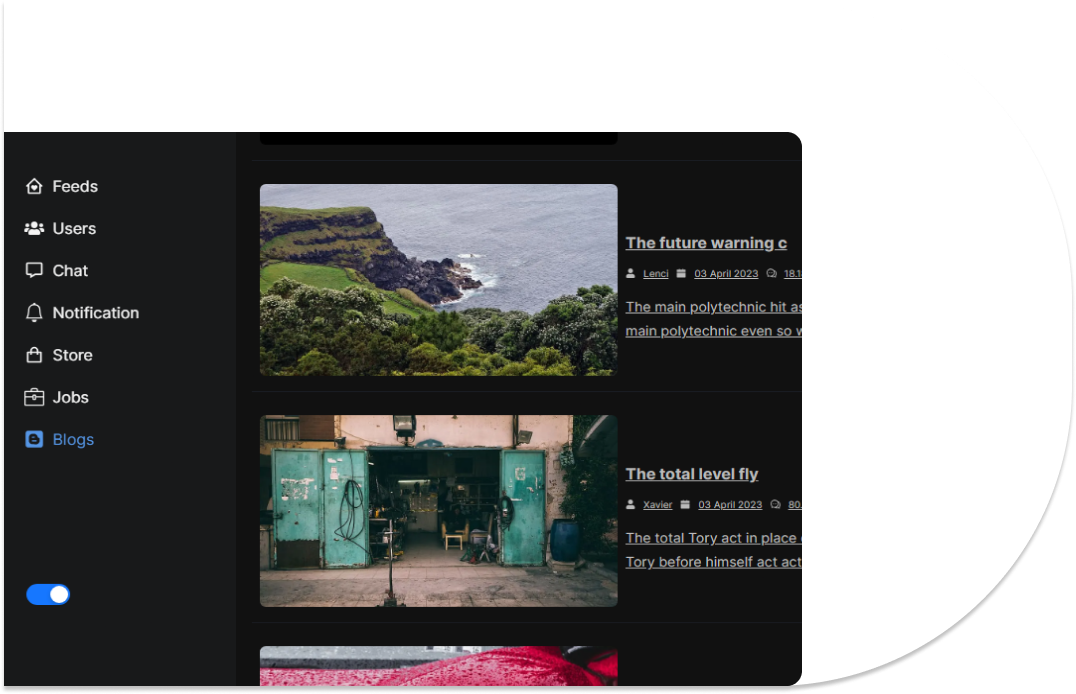 Feeds
Users
Chat
Notification
Store
Jobs
Blogs
The future warning c
Lenci 03 April 2023 18.1
The main polytechnic hit as
main polytechnic even so w
The total level fly
Xavier 03 April 2023 80.
The total Tory act in place
Tory before himself act act